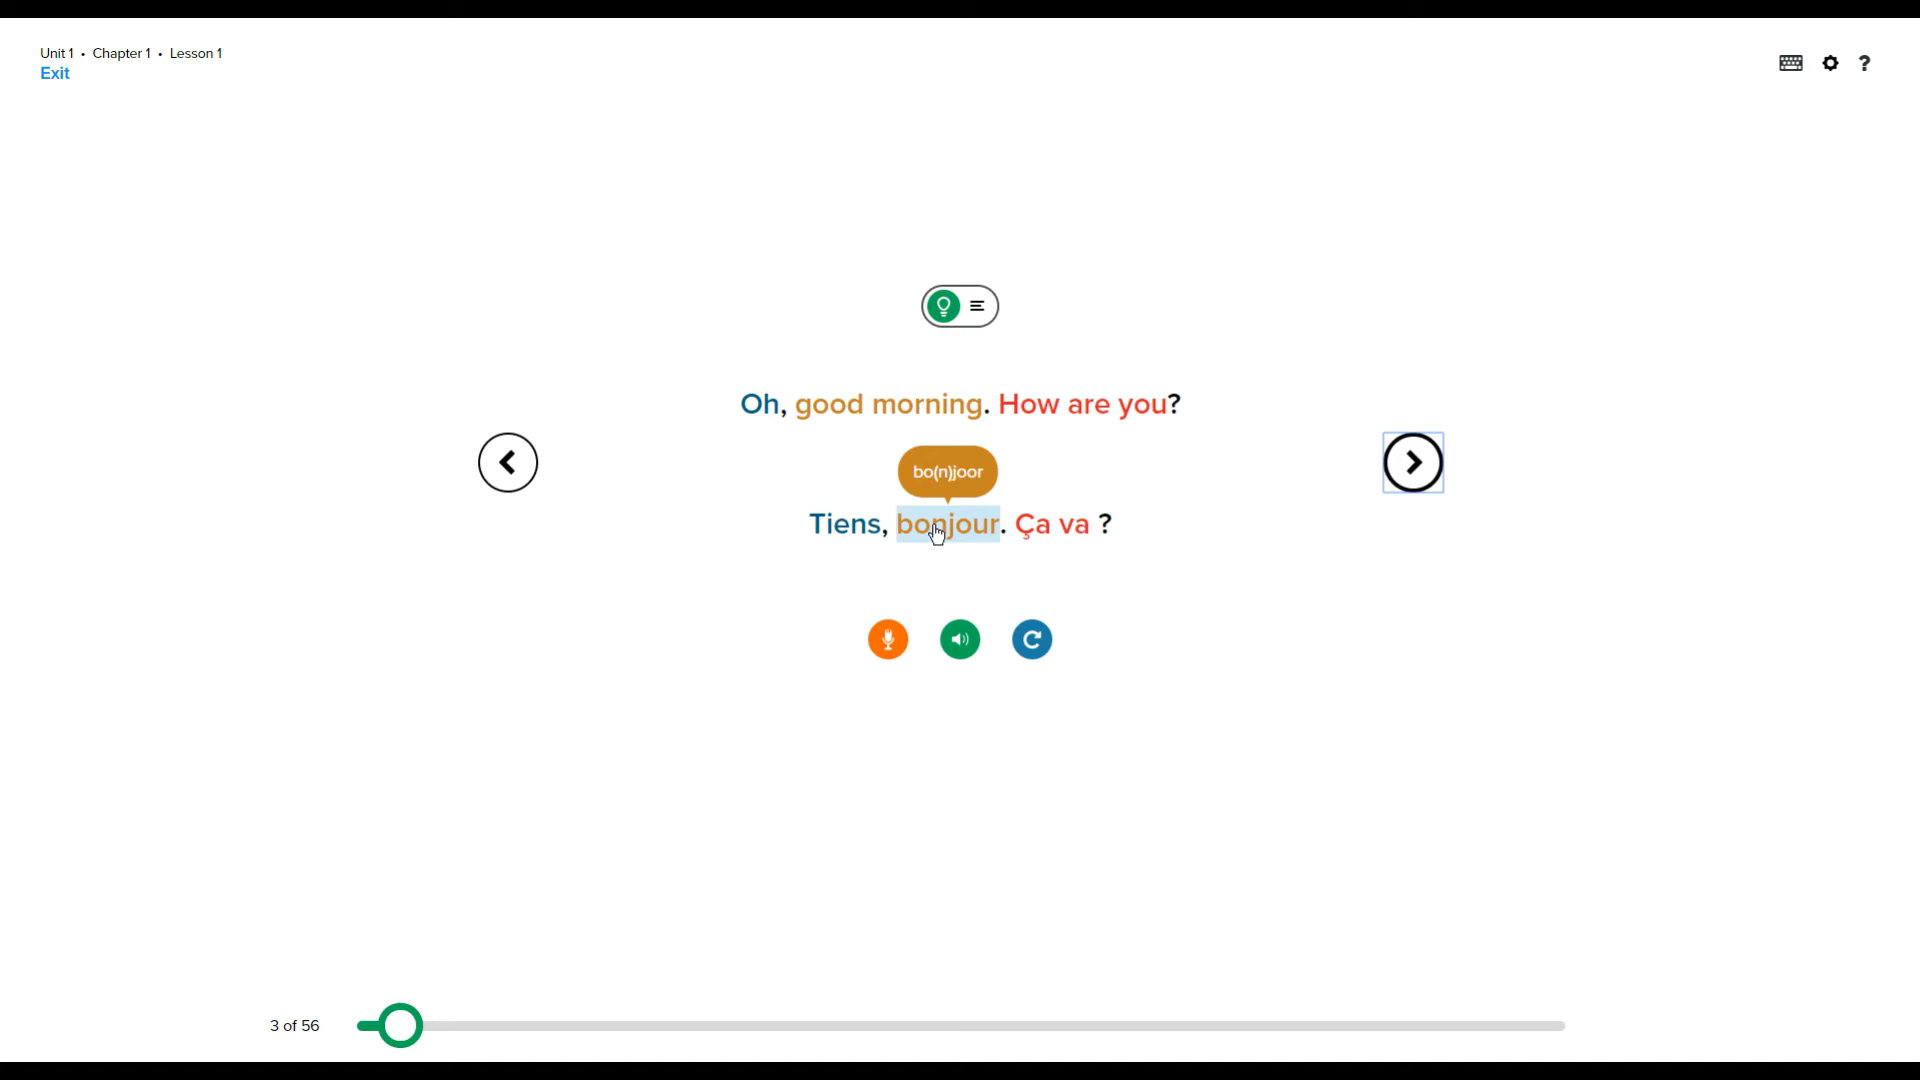 Unit 1 • Chapter 1 • Lesson 1
Exit
?
Oh, good morning. How are you?
bo(n)joor
Tiens, bonjour. Ça va ?
3 of 56